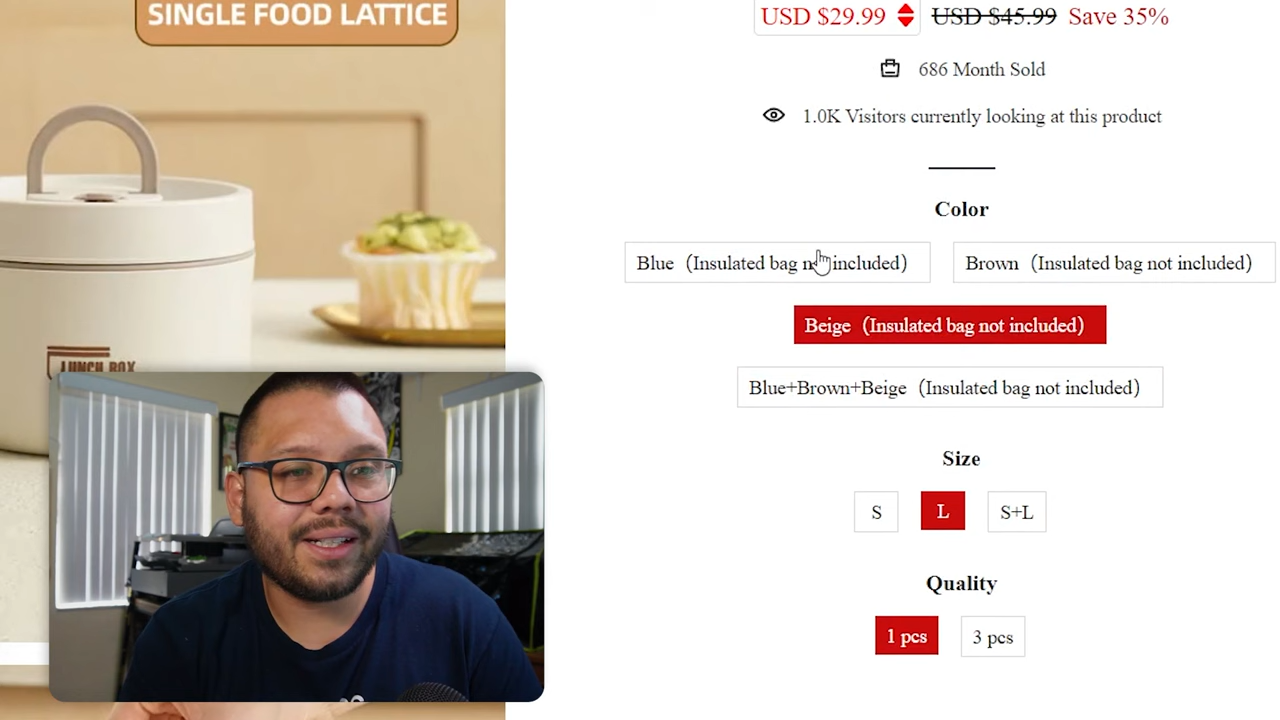 SINGLE FOOD LATTICE
USD $29.99 USD $45.99 Save 35%
686 Month Sold
1.0K Visitors currently looking at this product
Color
Blue（Insulated bag not included） Brown（Insulated bag not included）
Beige（Insulated bag not included）
Blue+Brown+Beige（Insulated bag not included）
Size
S L S+L
Quality
1 pcs 3 pcs
LUNCH BOX